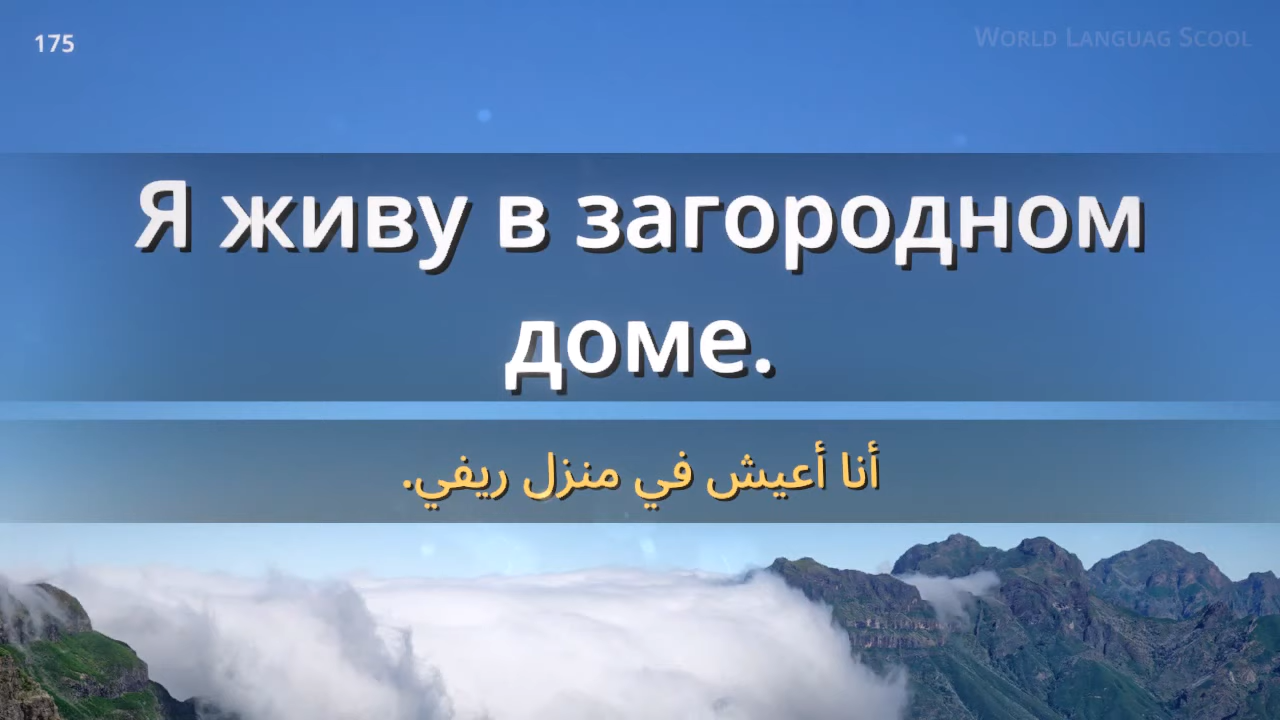 175
World Languag Scool
Я живу в загородном
доме.
أنا أعيش في منزل ريفي.